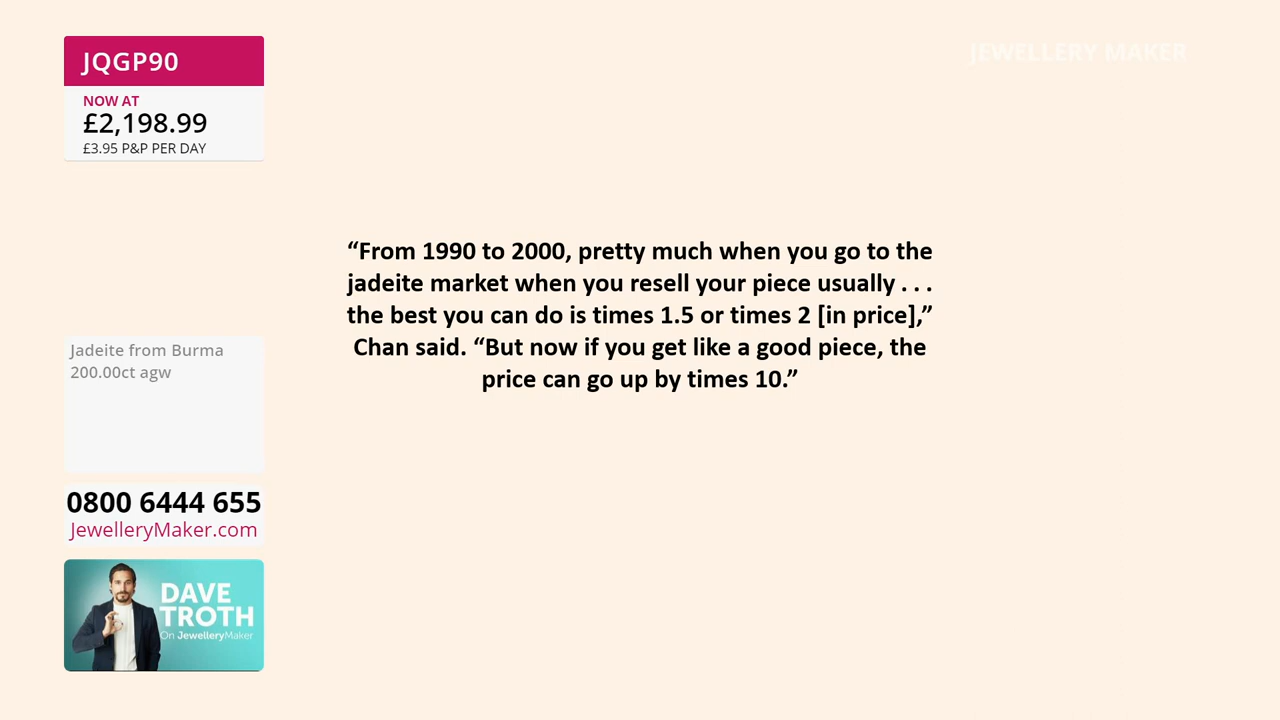 JQGP90
NOW AT
£2,198.99
£3.95 P&P PER DAY
JEWELLERY MAKER
“From 1990 to 2000, pretty much when you go to the
jadeite market when you resell your piece usually . . .
the best you can do is times 1.5 or times 2 [in price],”
Chan said. “But now if you get like a good piece, the
price can go up by times 10.”
Jadeite from Burma
200.00ct agw
0800 6444 655
JewelleryMaker.com
DAVE
TROTH
On JewelleryMaker